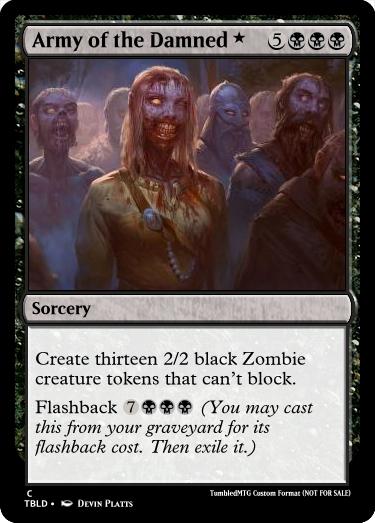 Army of the Damned ★ 5
Sorcery
Create thirteen 2/2 black Zombie
creature tokens that can't block.
Flashback 7 (You may cast
this from your graveyard for its
flashback cost. Then exile it.)
C
TBLD • Devin Platts
TumbledMTG Custom Format (NOT FOR SALE)